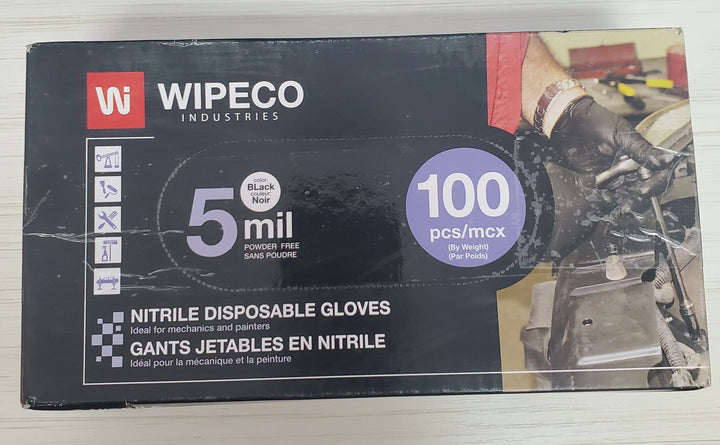 Wi WIPECO
INDUSTRIES
5 mil
color:
BLack
couleur:
Noir
POWDER FREE
SANS POUDRE
100
pcs/mcx
(By Weight)
(Par Poids)
NITRILE DISPOSABLE GLOVES
Ideal for mechanics and painters
GANTS JETABLES EN NITRILE
Idéal pour la mécanique et la peinture